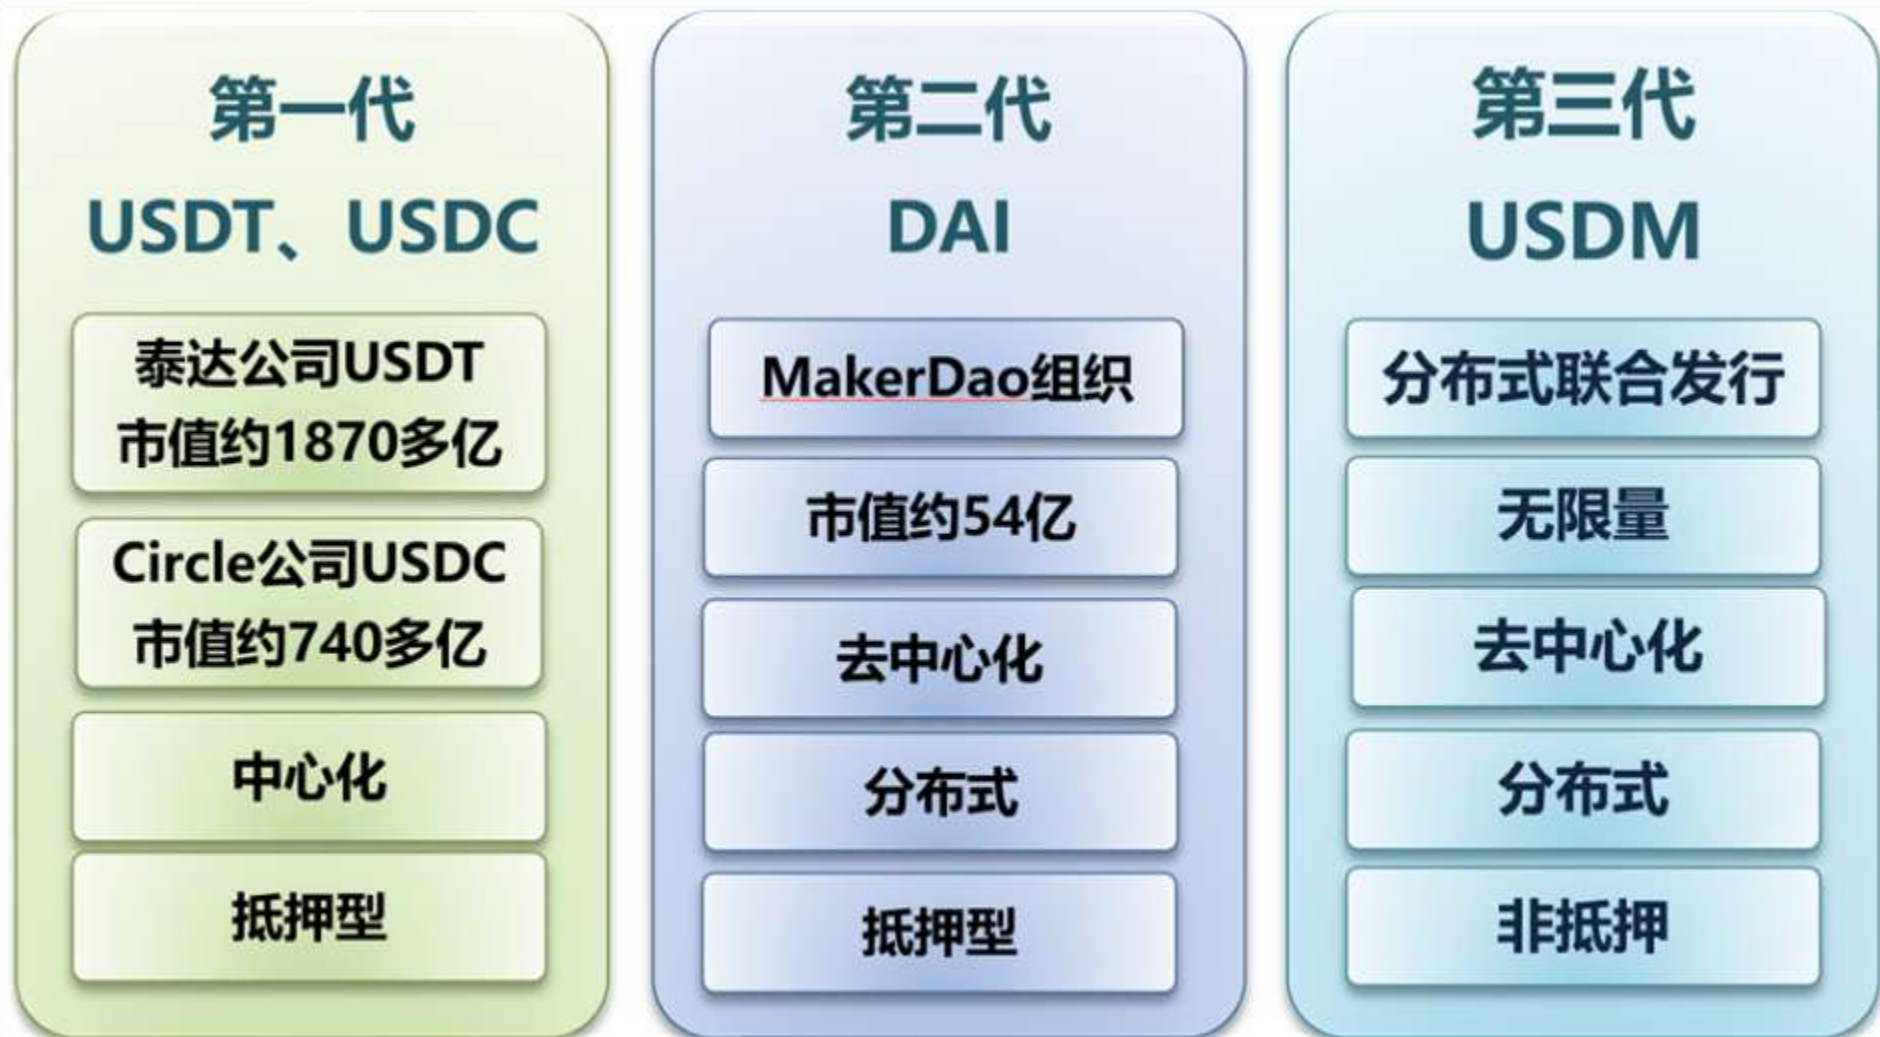 第一代
USDT、USDC
泰达公司USDT
市值约1870多亿
Circle公司USDC
市值约740多亿
中心化
抵押型
第二代
DAI
MakerDao组织
市值约54亿
去中心化
分布式
抵押型
第三代
USDM
分布式联合发行
无限量
去中心化
分布式
非抵押